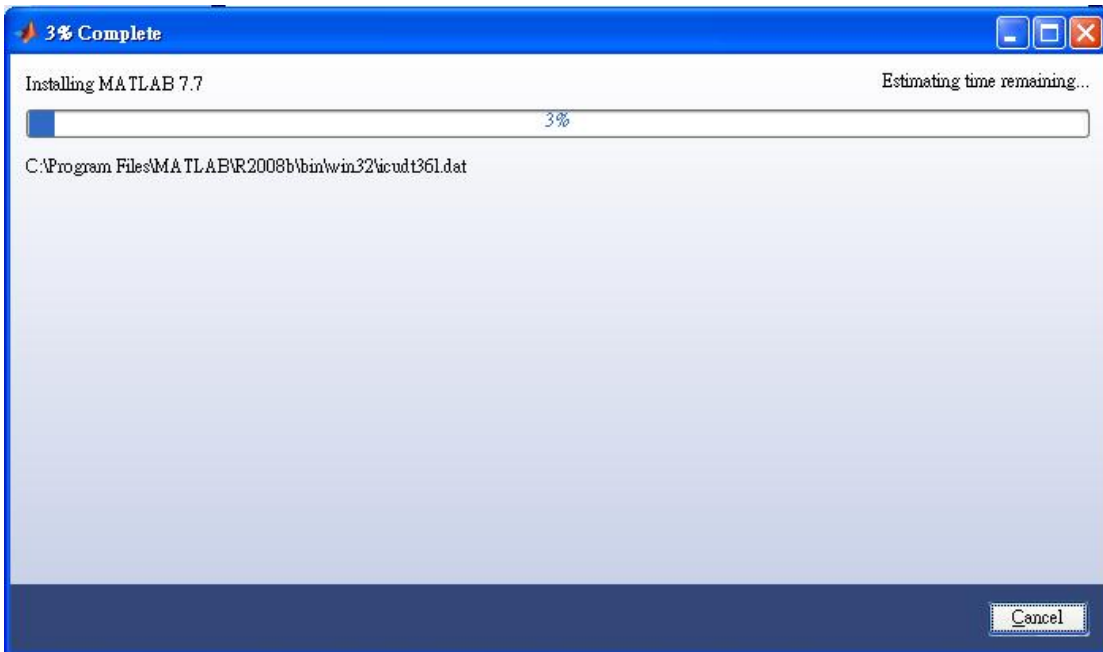 3% Complete
Installing MATLAB 7.7
Estimating time remaining...
3%
C:\Program Files\MATLAB\R2008b\bin\win32\icudt36l.dat
Cancel